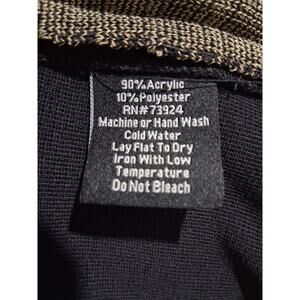 90% Acrylic
10% Polyester
RN#73924
Machine or Hand Wash
Cold Water
Lay Flat To Dry
Iron With Low
Temperature
Do Not Bleach